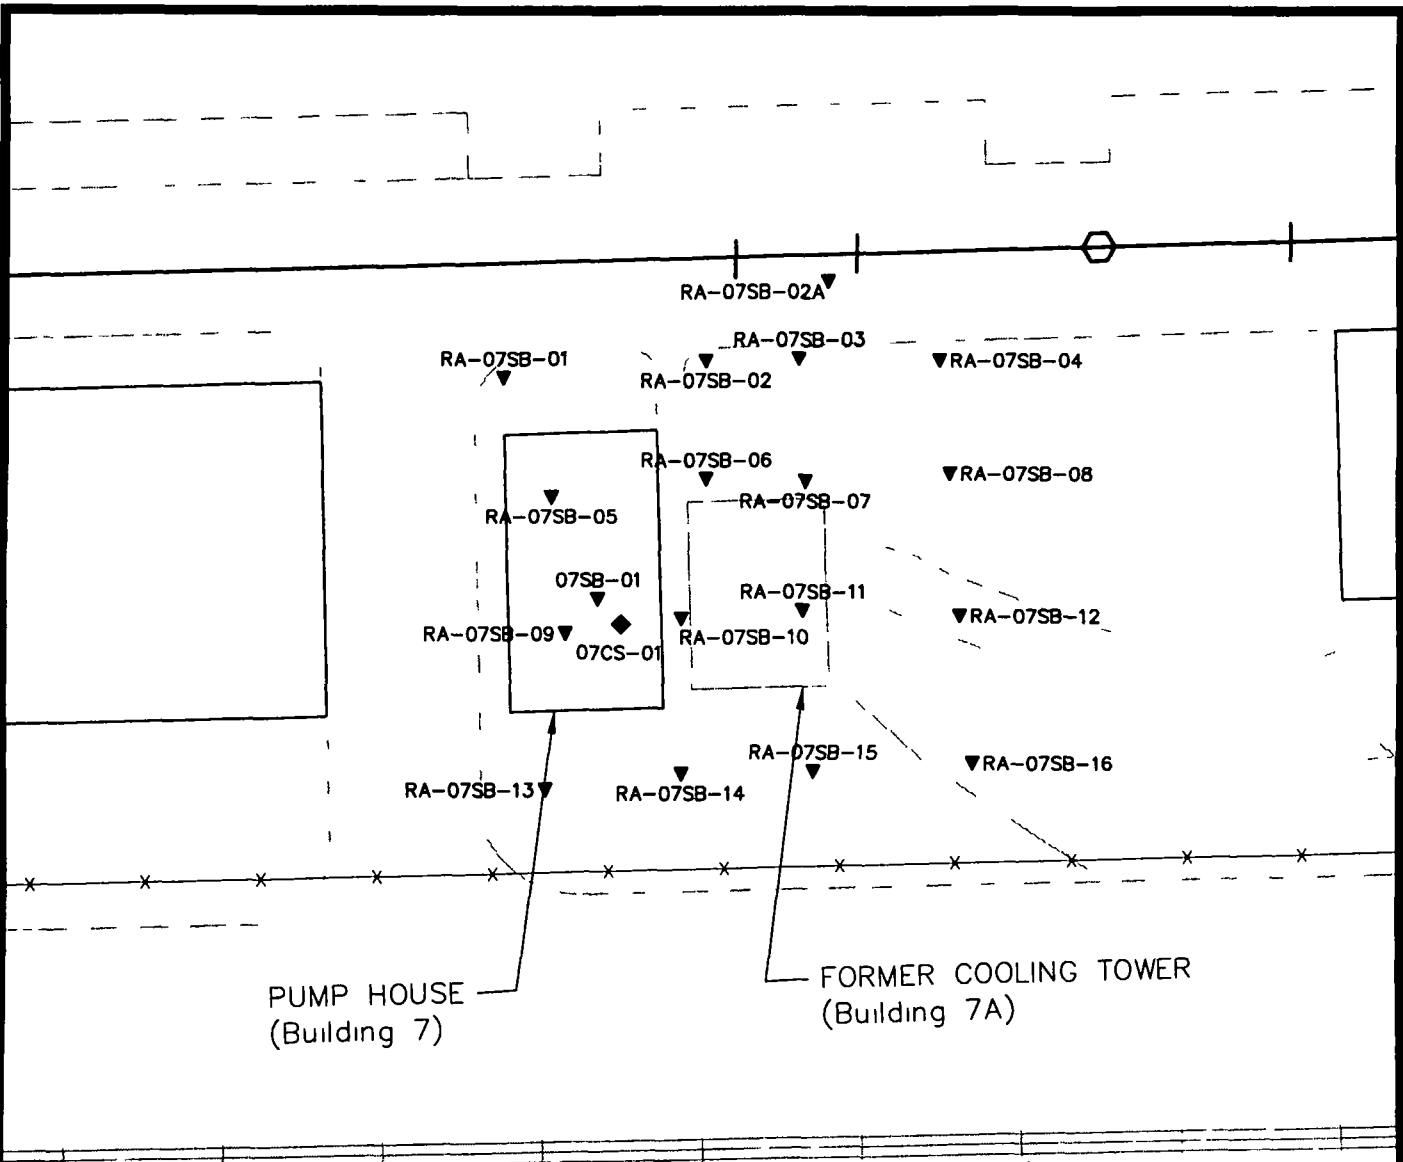 RA-07SB-02A
RA-07SB-03
RA-07SB-01
RA-07SB-02
RA-07SB-04
RA-07SB-06
RA-07SB-08
RA-07SB-07
RA-07SB-05
07SB-01
RA-07SB-11
RA-07SB-12
RA-07SB-09
RA-07SB-10
07CS-01
RA-07SB-15
RA-07SB-16
RA-07SB-13
RA-07SB-14
PUMP HOUSE
(Building 7)
FORMER COOLING TOWER
(Building 7A)